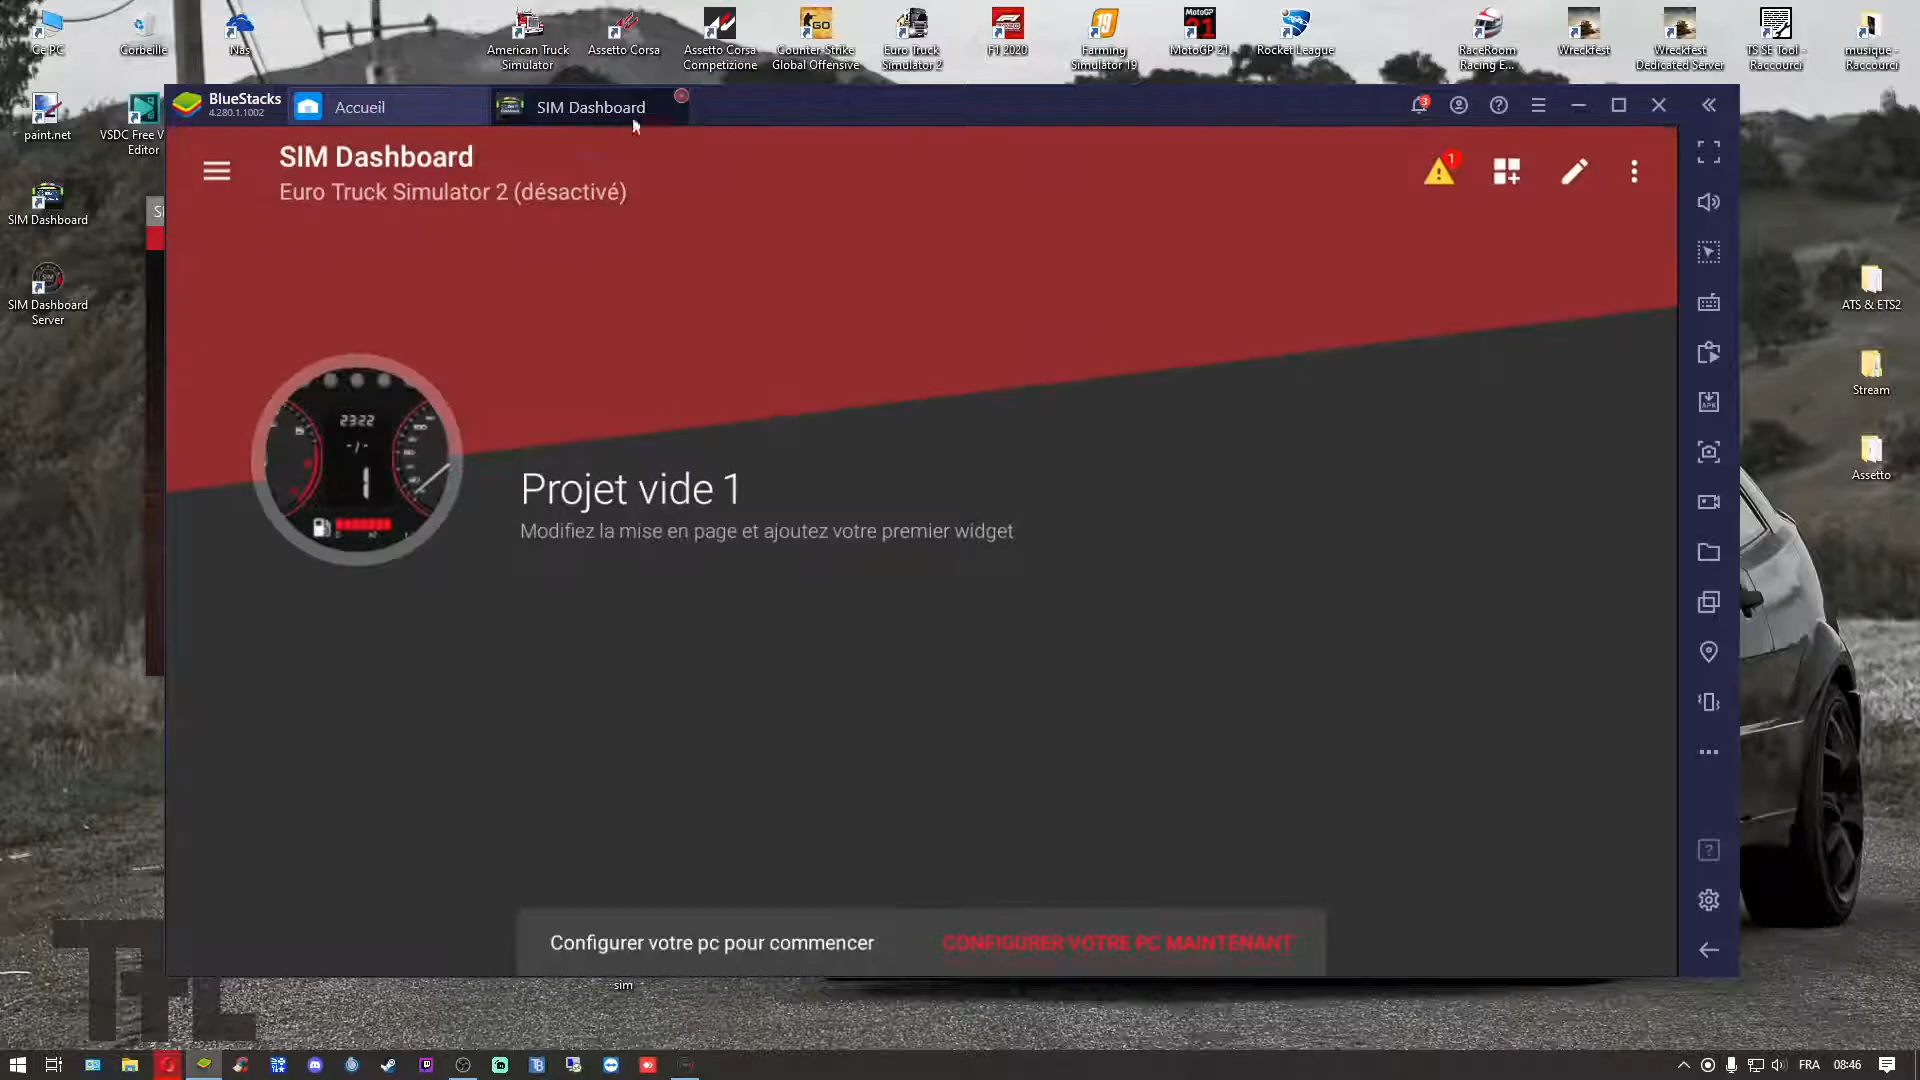 Ce PC
Corbeille
Nas
American Truck
Simulator
Assetto Corsa
Assetto Corsa
Competizione
Counter-Strike
Global Offensive
Euro Truck
Simulator 2
F1 2020
Farming
Simulator 19
MotoGP 21
Rocket League
RaceRoom
Racing E...
Wreckfest
Wreckfest
Dedicated Server
TS SE Tool -
Raccourci
musique -
Raccourci
paint.net
VSDC Free V
Editor
SIM Dashboard
SIM Dashboard
Server
BlueStacks
4.280.1.1002
Accueil
SIM Dashboard
3
SIM Dashboard
Euro Truck Simulator 2 (désactivé)
1
2322
-/-
1
Projet vide 1
Modifiez la mise en page et ajoutez votre premier widget
Configurer votre pc pour commencer
CONFIGURER VOTRE PC MAINTENANT
ATS & ETS2
Stream
Assetto
sim
FRA
08:46